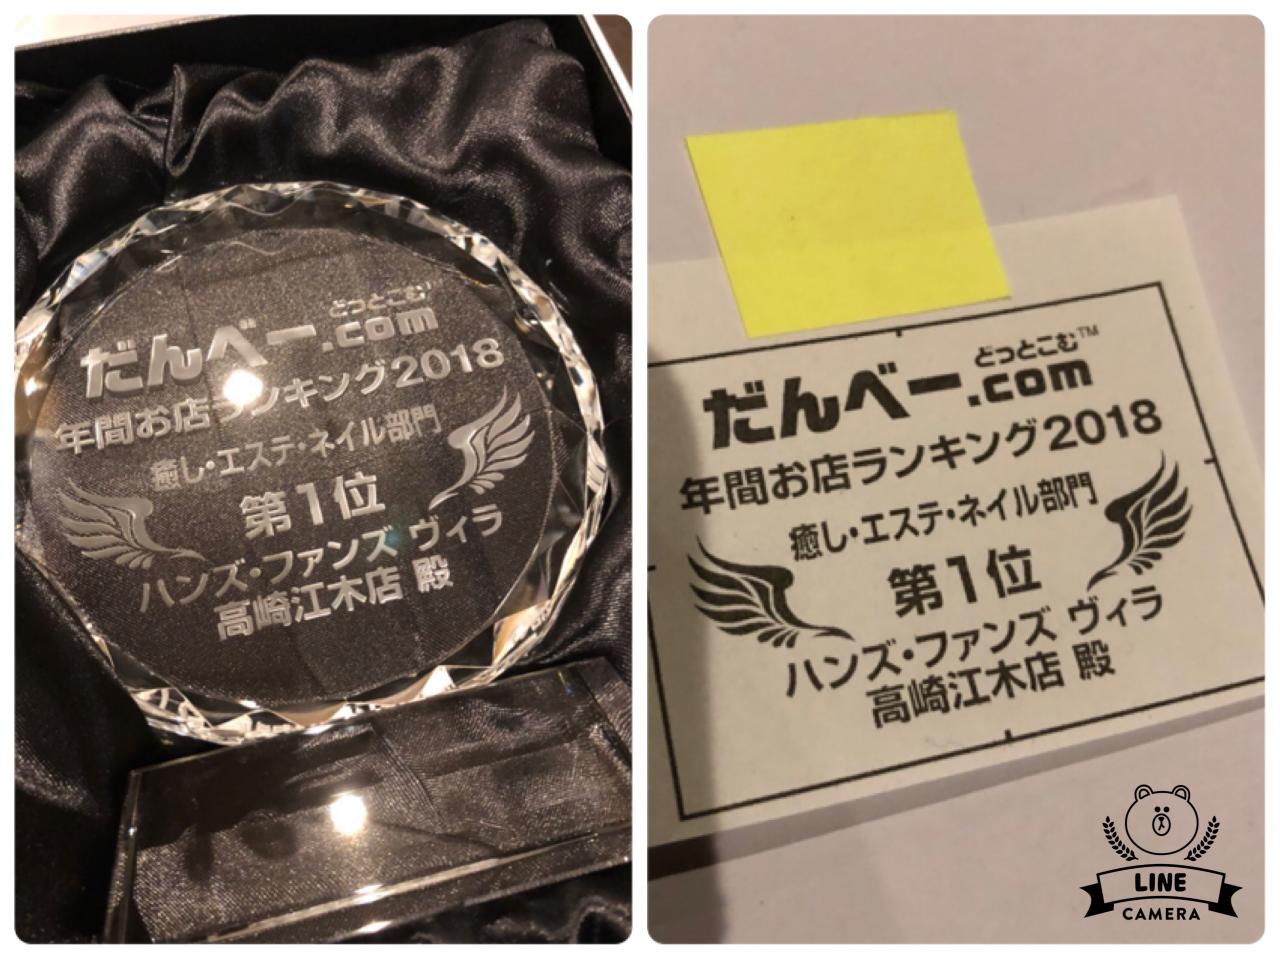 どっとこむ
だんべー.com
年間お店ランキング2018
癒し・エステ・ネイル部門
第1位
ハンズ・ファンズ ヴィラ
高崎江木店 殿
どっとこむ™
だんべー.com
年間お店ランキング2018
癒し・エステ・ネイル部門
第1位
ハンズ・ファンズ ヴィラ
高崎江木店 殿
LINE
CAMERA